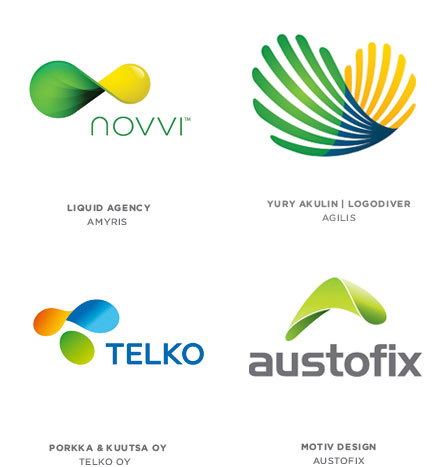 novvi™
LIQUID AGENCY
AMYRIS
YURY AKULIN | LOGODIVER
AGILIS
TELKO
PORKKA & KUUTSA OY
TELKO OY
austofix
MOTIV DESIGN
AUSTOFIX